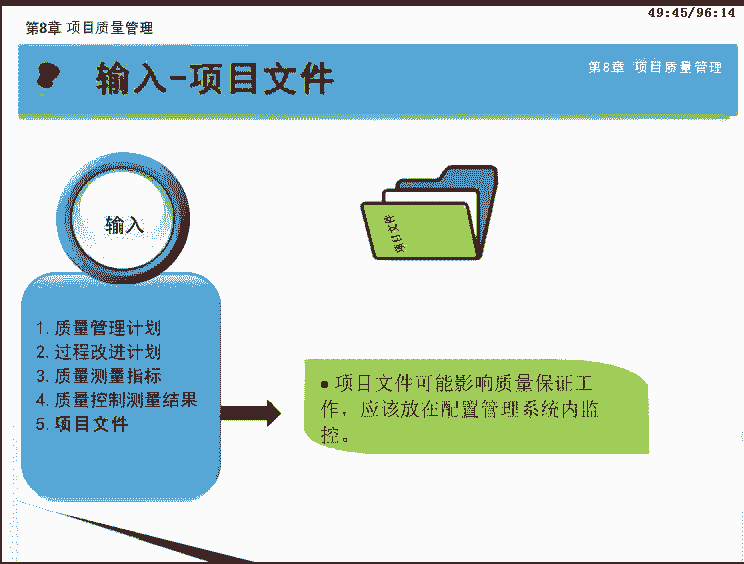 49:45/96:14
第8章 项目质量管理
输入-项目文件
第8章 项目质量管理
输入
项目文件
1. 质量管理计划
2. 过程改进计划
3. 质量测量指标
4. 质量控制测量结果
5. 项目文件
● 项目文件可能影响质量保证工
作，应该放在配置管理系统内监
控。